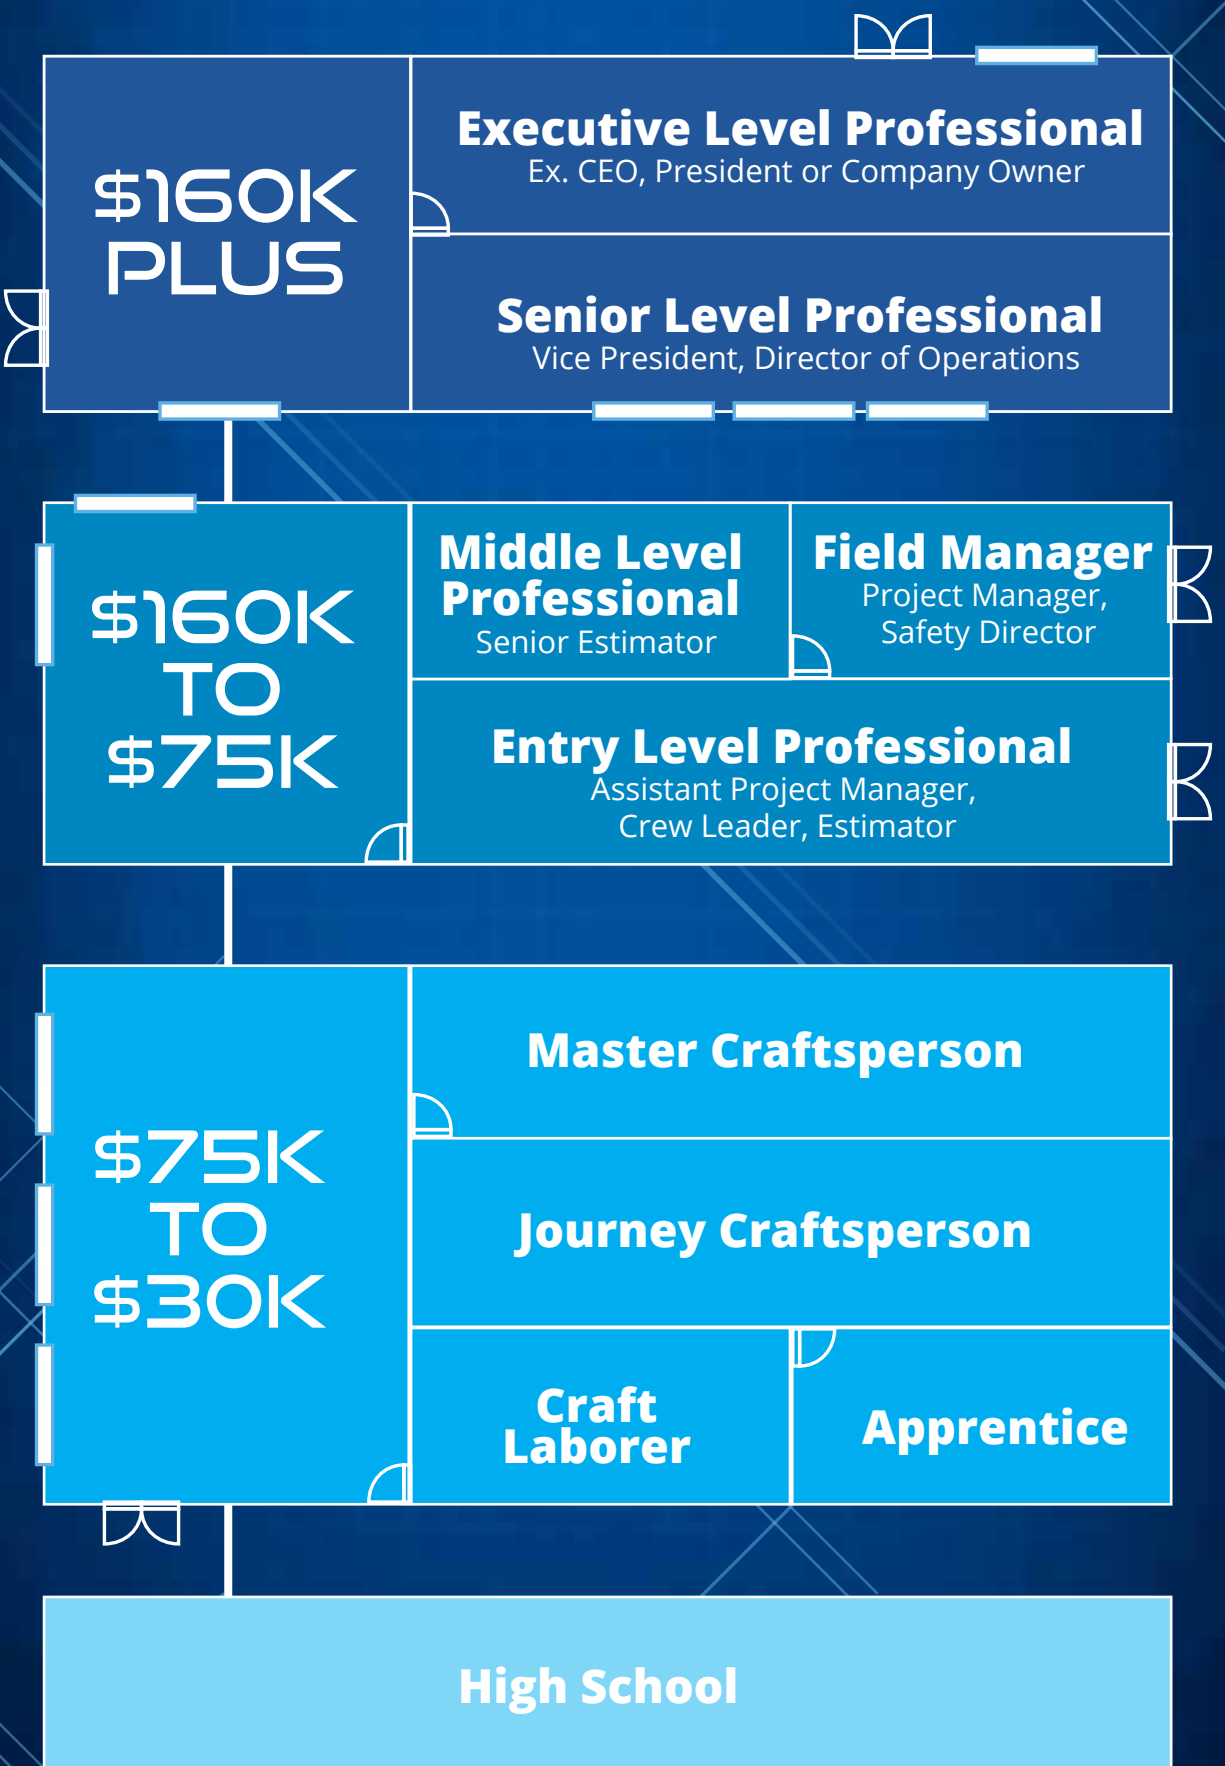 $160K
PLUS
Executive Level Professional
Ex. CEO, President or Company Owner
Senior Level Professional
Vice President, Director of Operations
$160K
TO
$75K
Middle Level
Professional
Senior Estimator
Field Manager
Project Manager,
Safety Director
Entry Level Professional
Assistant Project Manager,
Crew Leader, Estimator
$75K
TO
$30K
Master Craftsperson
Journey Craftsperson
Craft
Laborer
Apprentice
High School